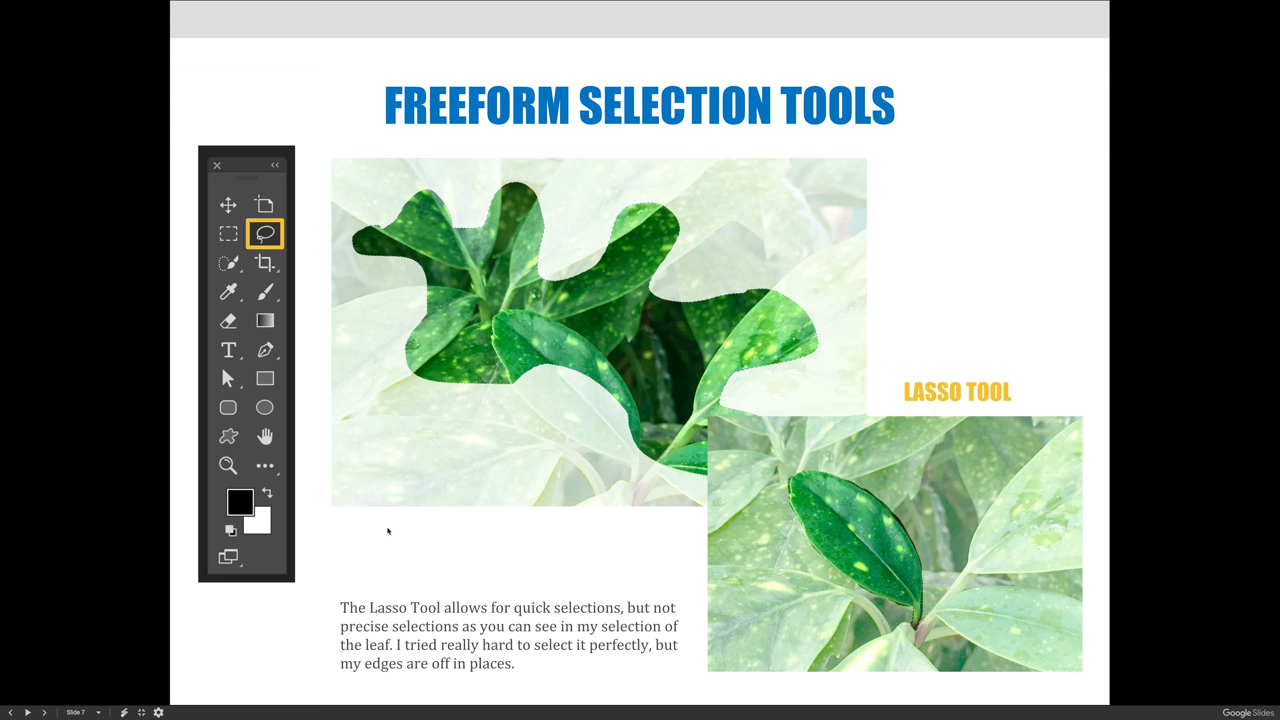 FREEFORM SELECTION TOOLS
LASSO TOOL
The Lasso Tool allows for quick selections, but not
precise selections as you can see in my selection of
the leaf. I tried really hard to select it perfectly, but
my edges are off in places.
Slide 7
Google Slides